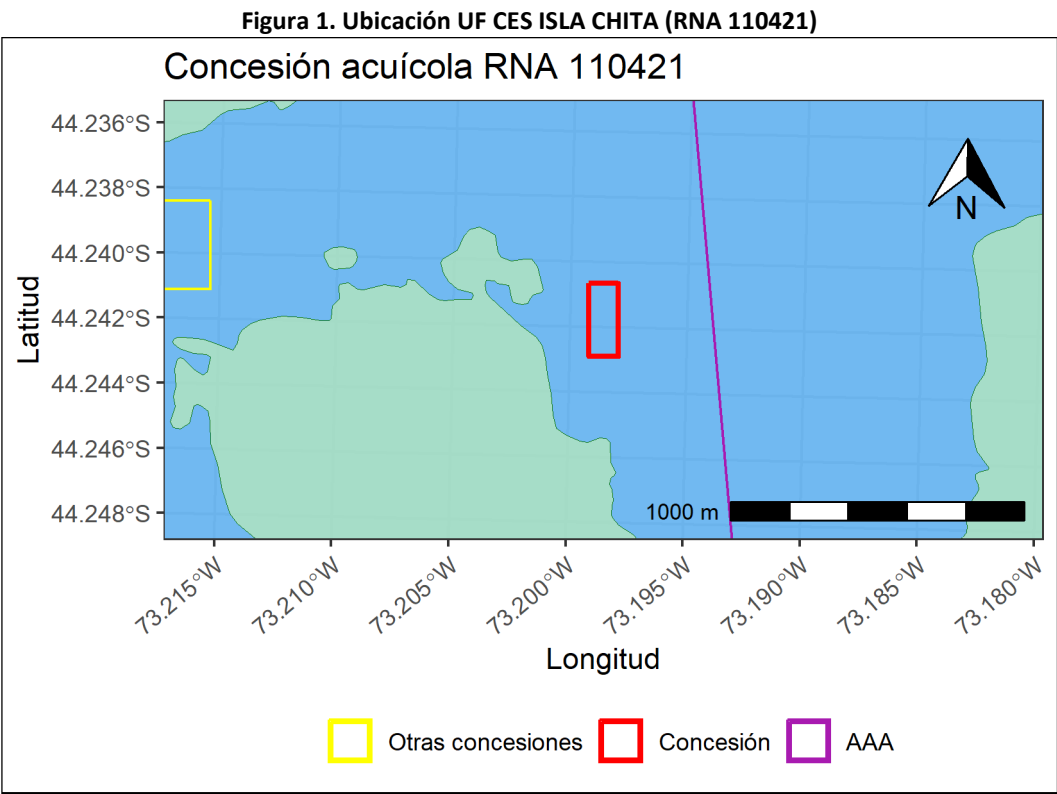 Figura 1. Ubicación UF CES ISLA CHITA (RNA 110421)
Concesión acuícola RNA 110421
44.236°S
44.238°S
44.240°S
44.242°S
44.244°S
44.246°S
44.248°S
Latitud
N
1000 m
73.215°W
73.210°W
73.205°W
73.200°W
73.195°W
73.190°W
73.185°W
73.180°W
Longitud
Otras concesiones
Concesión
AAA